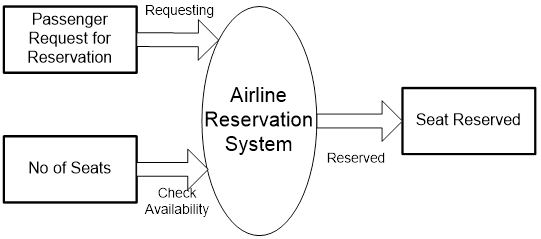 Passenger
Request for
Reservation
Requesting
Airline
Reservation
System
Seat Reserved
Reserved
No of Seats
Check
Availability